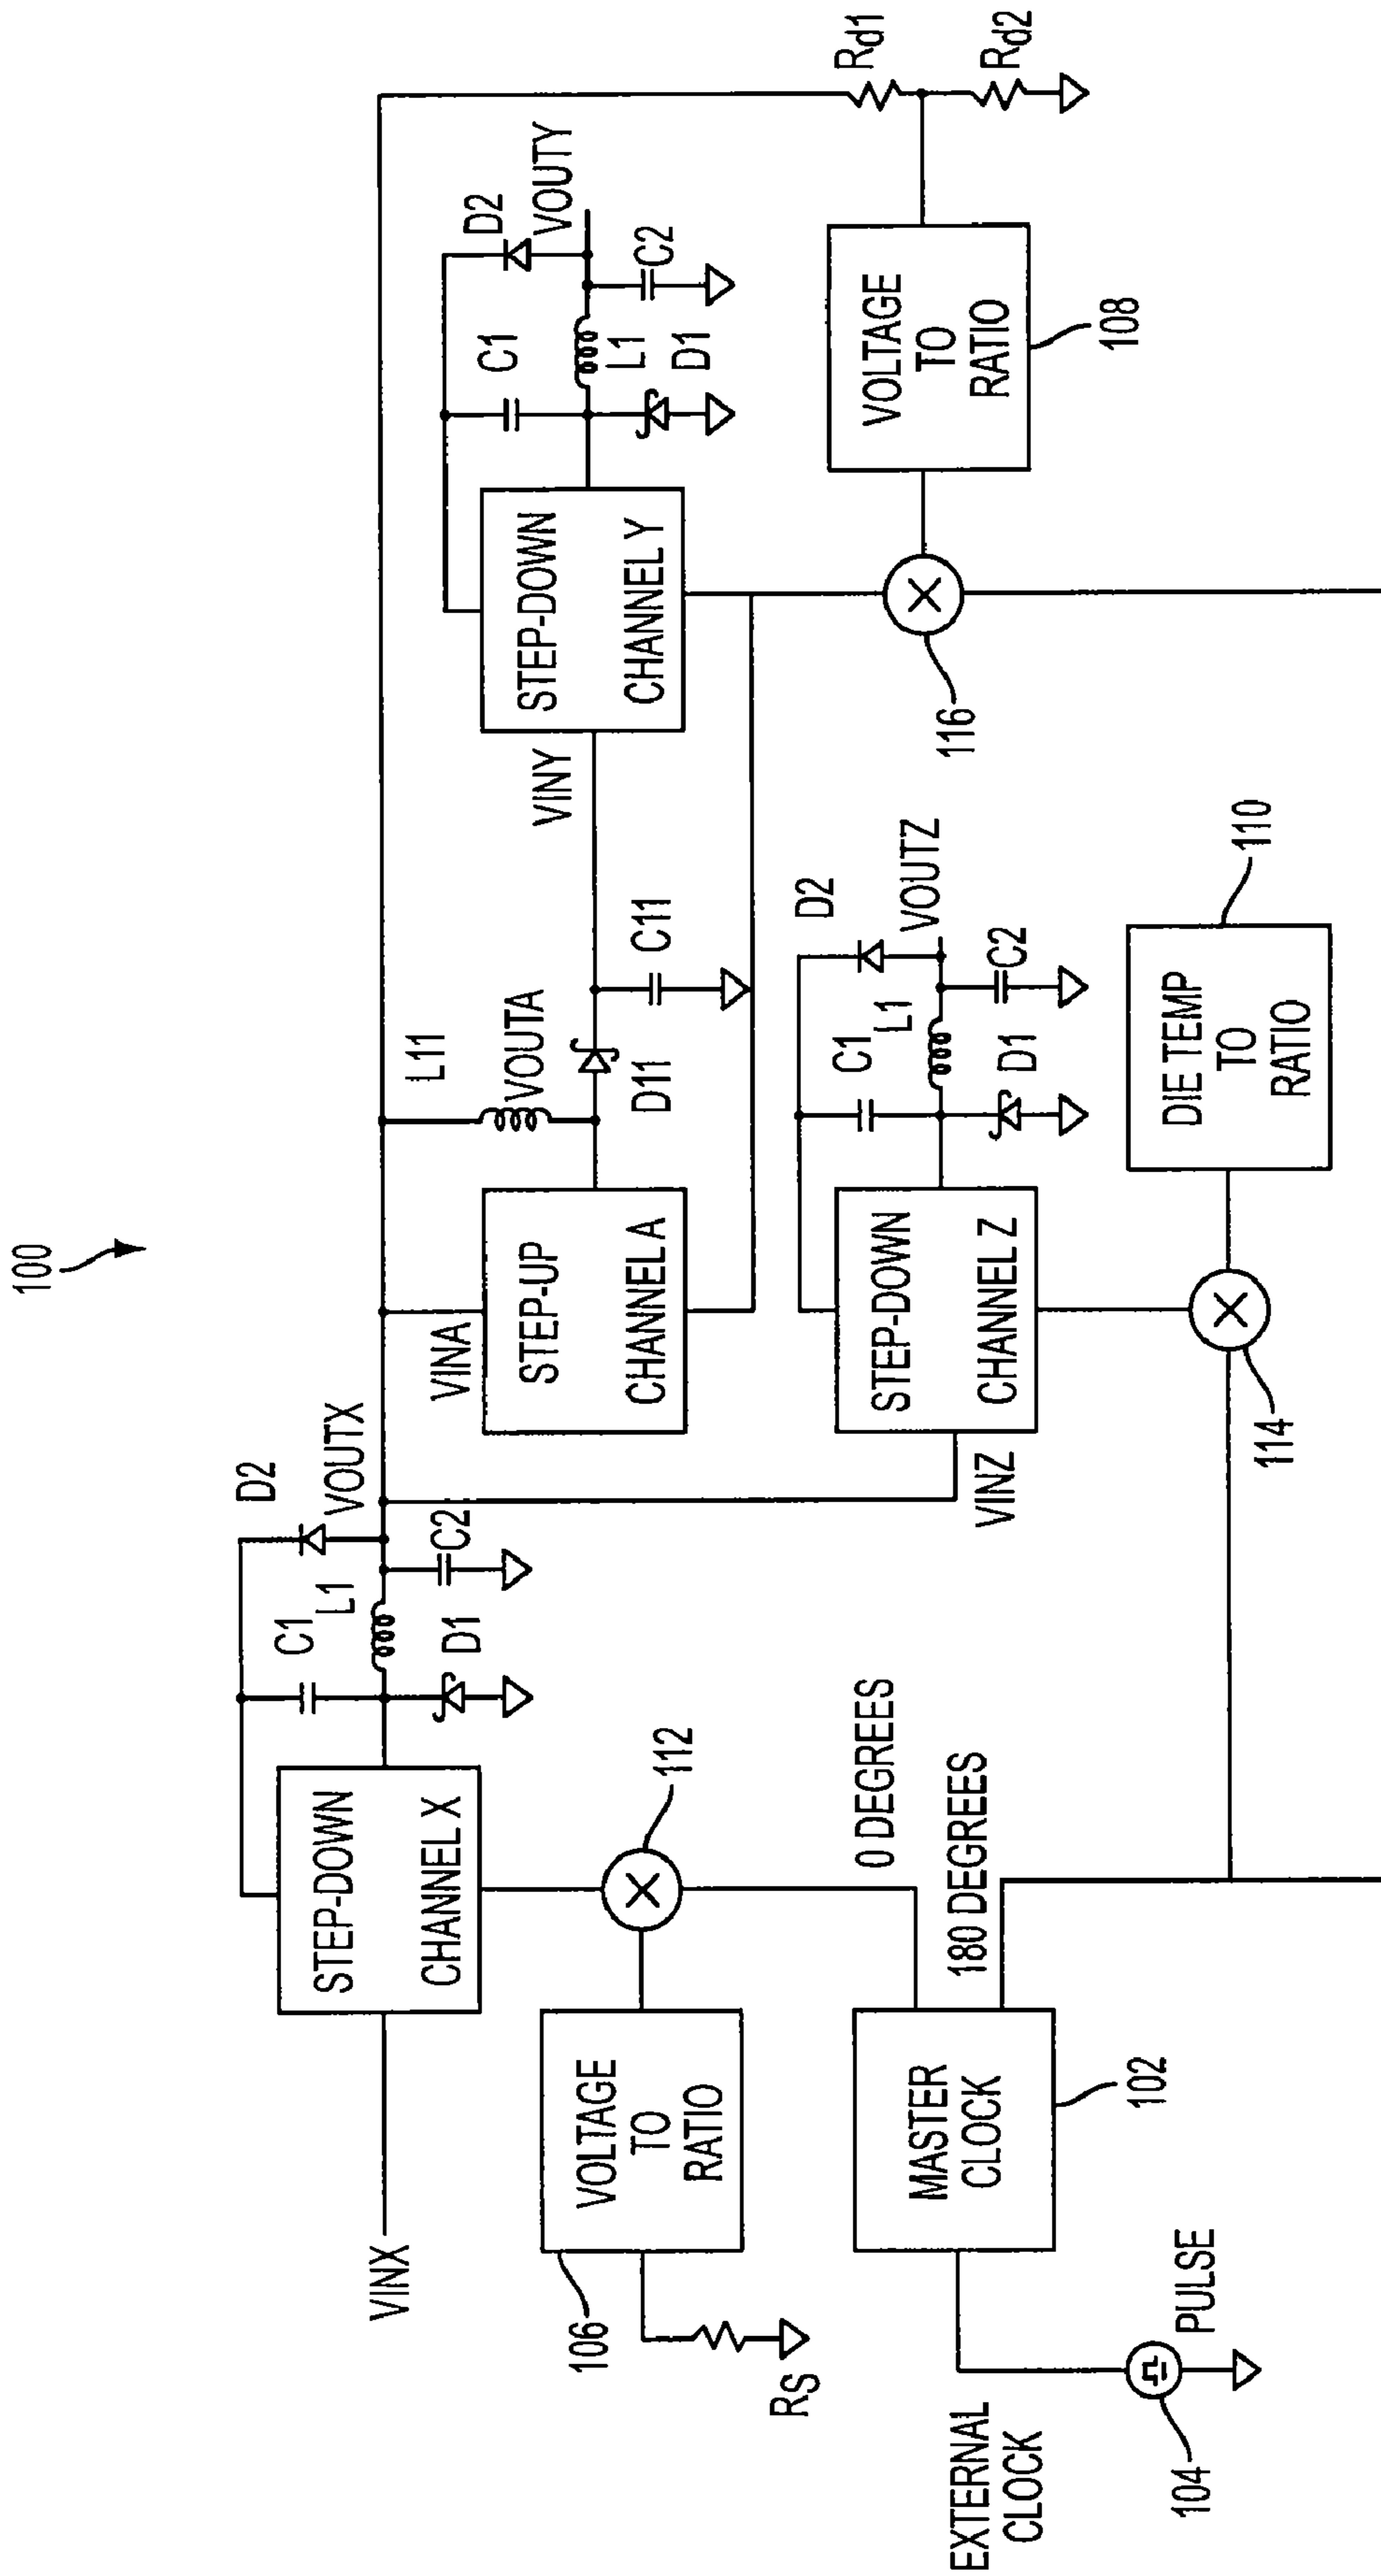 100
D2
VOUTX
C1
L1
C2
D1
STEP-DOWN
CHANNEL X
VINX
VOLTAGE
TO
RATIO
106
RS
112
0 DEGREES
180 DEGREES
MASTER
CLOCK
102
EXTERNAL
CLOCK
PULSE
104
VINA
STEP-UP
CHANNEL A
L11
VOUTA
D11
C11
VINY
STEP-DOWN
CHANNEL Y
C1
D2
VOUTY
L1
C2
D1
VINZ
STEP-DOWN
CHANNEL Z
C1
D2
L1
VOUTZ
C2
D1
114
DIE TEMP
TO
RATIO
110
116
VOLTAGE
TO
RATIO
108
Rd1
Rd2